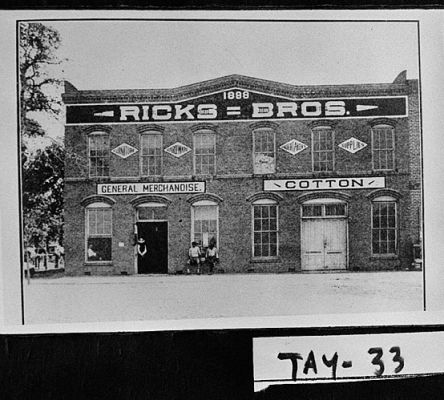 1888
RICKS = BROS.
GENERAL MERCHANDISE.
COTTON
TAY- 33